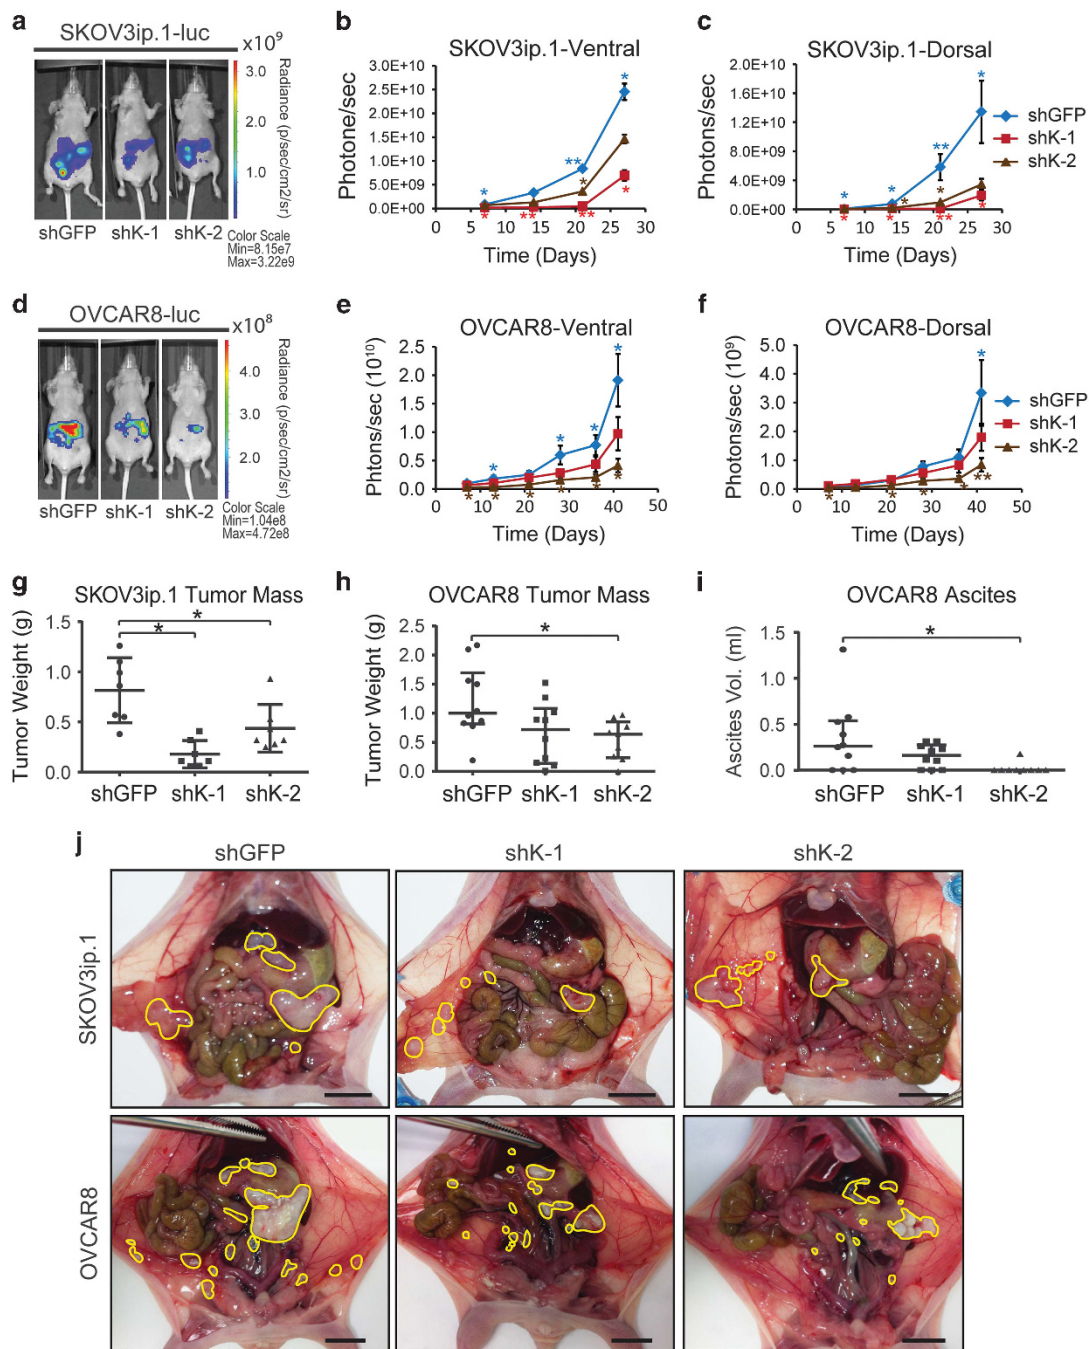 a
SKOV3ip.1-luc
x10⁹
3.0
2.0
1.0
Radiance (p/sec/cm2/sr)
shGFP shK-1 shK-2
Color Scale
Min=8.15e7
Max=3.22e9
b
SKOV3ip.1-Ventral
Photone/sec
3.0E+10
2.5E+10
2.0E+10
1.5E+10
1.0E+10
5.0E+09
0.0E+00
0 5 10 15 20 25 30
Time (Days)
* * ** ** * ** * * *
c
SKOV3ip.1-Dorsal
Photons/sec
2.0E+10
1.6E+10
1.2E+10
8.0E+09
4.0E+09
0.0E+00
0 5 10 15 20 25 30
Time (Days)
* * * ** * ** * ** * *
shGFP
shK-1
shK-2
d
OVCAR8-luc
x10⁸
4.0
3.0
2.0
Radiance (p/sec/cm2/sr)
shGFP shK-1 shK-2
Color Scale
Min=1.04e8
Max=4.72e8
e
OVCAR8-Ventral
Phtons/sec (10¹⁰)
2.5
2.0
1.5
1.0
0.5
0.0
0 10 20 30 40 50
Time (Days)
* * * * * * * * * *
f
OVCAR8-Dorsal
Photons/sec (10⁹)
5.0
4.0
3.0
2.0
1.0
0.0
0 10 20 30 40 50
Time (Days)
* * * * * **
shGFP
shK-1
shK-2
g
SKOV3ip.1 Tumor Mass
Tumor Weight (g)
1.5
1.0
0.5
0.0
* *
shGFP shK-1 shK-2
h
OVCAR8 Tumor Mass
Tumor Weight (g)
2.5
2.0
1.5
1.0
0.5
0.0
*
shGFP shK-1 shK-2
i
OVCAR8 Ascites
Ascites Vol. (ml)
1.5
1.0
0.5
0.0
*
shGFP shK-1 shK-2
j
shGFP shK-1 shK-2
SKOV3ip.1
OVCAR8